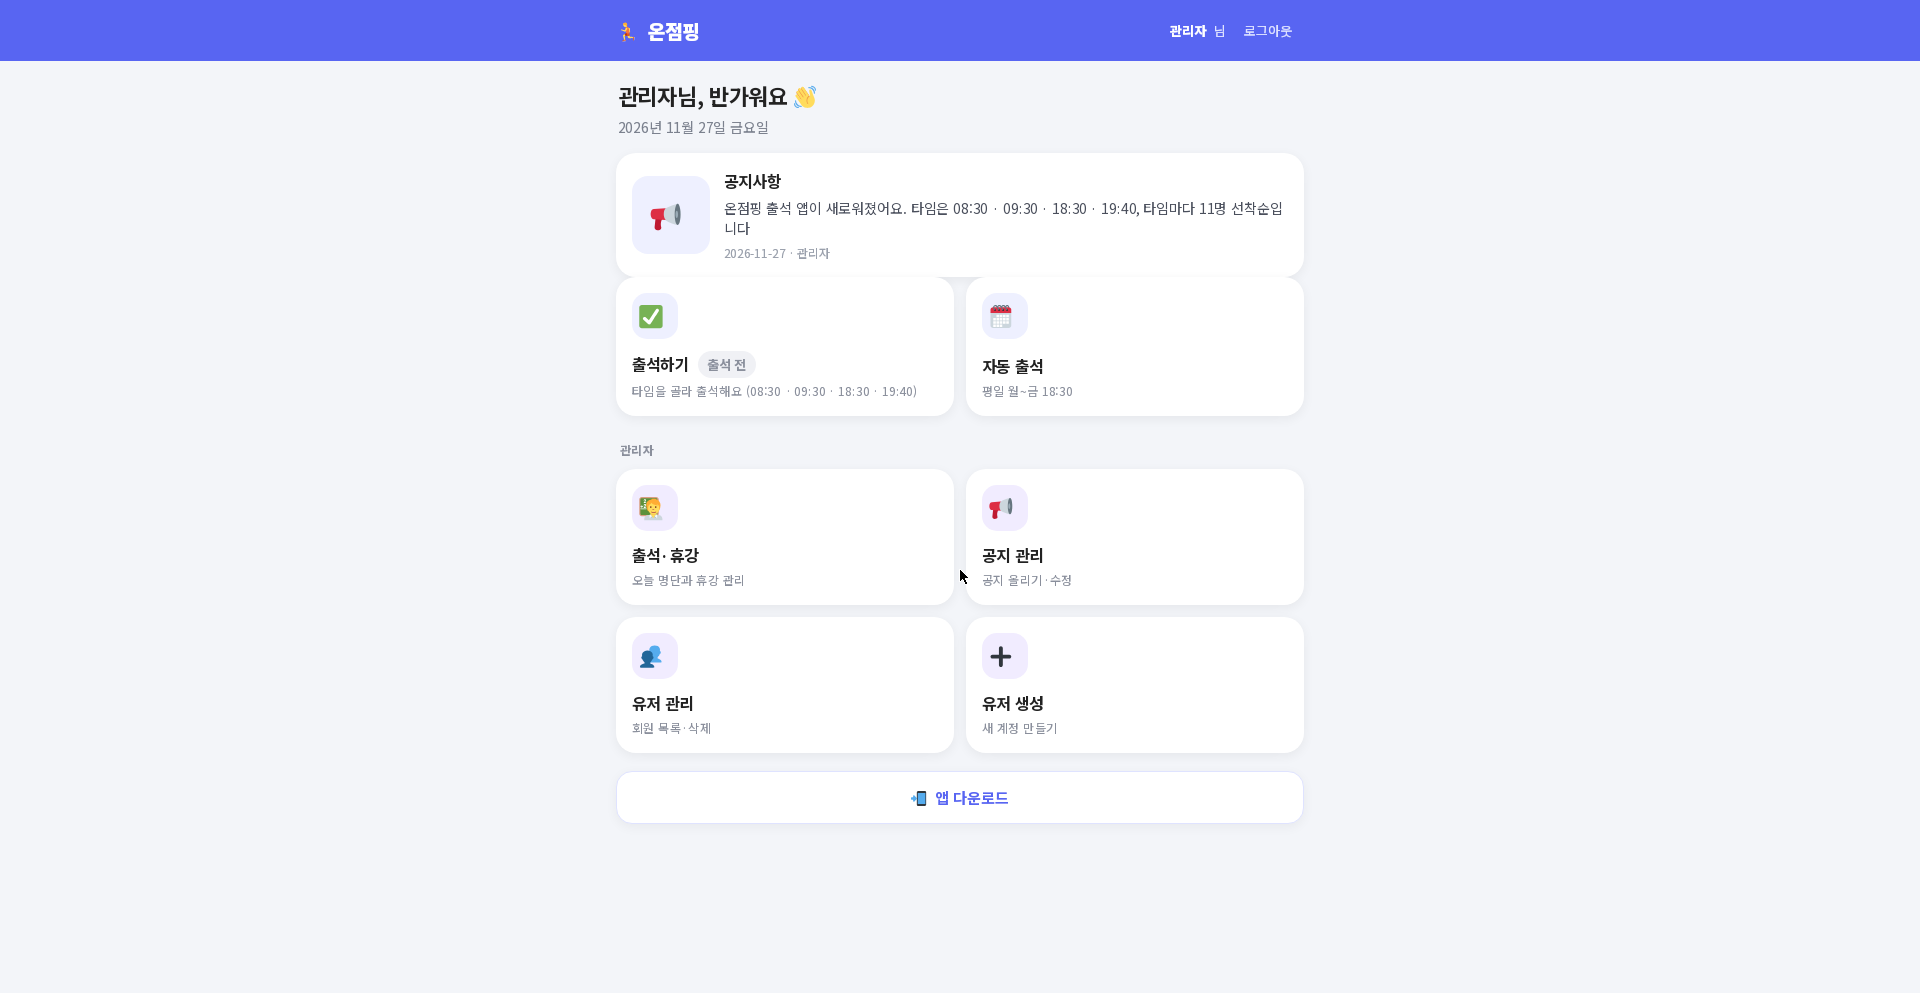 온점핑
관리자 님 로그아웃
관리자님, 반가워요
2026년 11월 27일 금요일
공지사항
온점핑 출석 앱이 새로워졌어요. 타임은 08:30 · 09:30 · 18:30 · 19:40, 타임마다 11명 선착순입
니다
2026-11-27 · 관리자
출석하기 출석 전
타임을 골라 출석해요 (08:30 · 09:30 · 18:30 · 19:40)
자동 출석
평일 월~금 18:30
관리자
출석·휴강
오늘 명단과 휴강 관리
공지 관리
공지 올리기·수정
유저 관리
회원 목록·삭제
유저 생성
새 계정 만들기
앱 다운로드